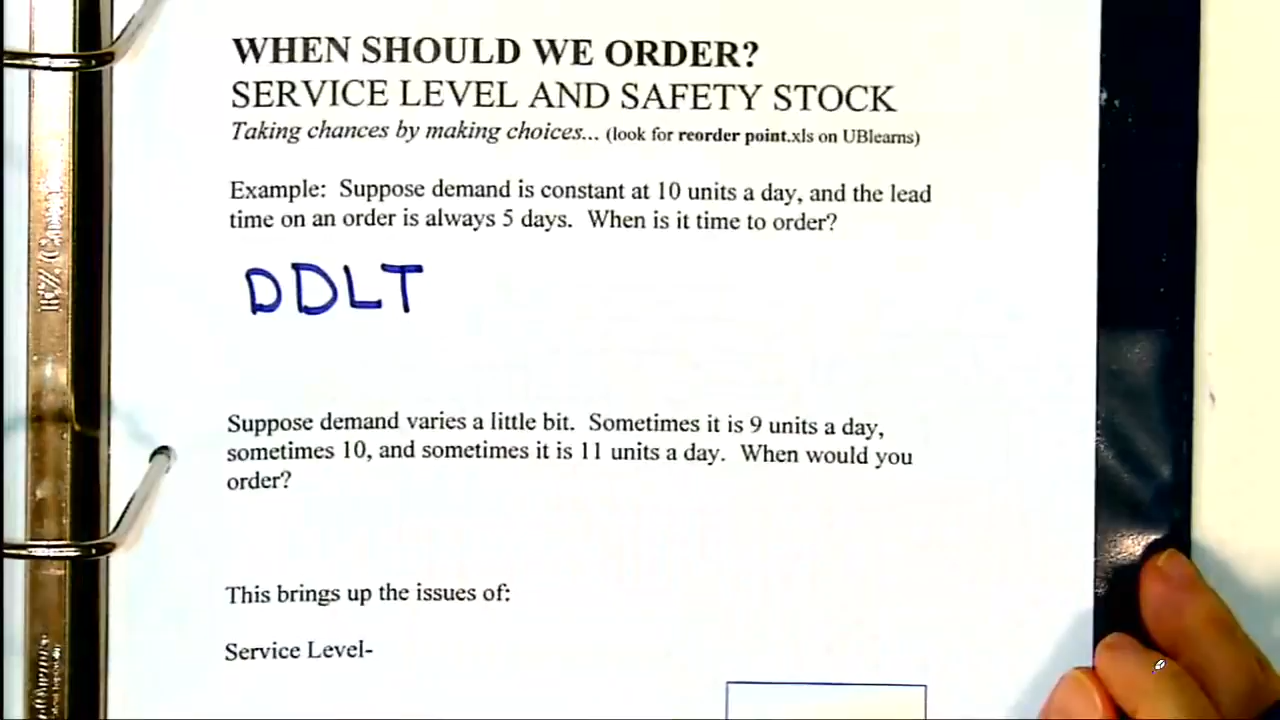 WHEN SHOULD WE ORDER?
SERVICE LEVEL AND SAFETY STOCK
Taking chances by making choices... (look for reorder point.xls on UBlearns)
Example: Suppose demand is constant at 10 units a day, and the lead
time on an order is always 5 days. When is it time to order?
DDLT
Suppose demand varies a little bit. Sometimes it is 9 units a day,
sometimes 10, and sometimes it is 11 units a day. When would you
order?
This brings up the issues of:
Service Level-